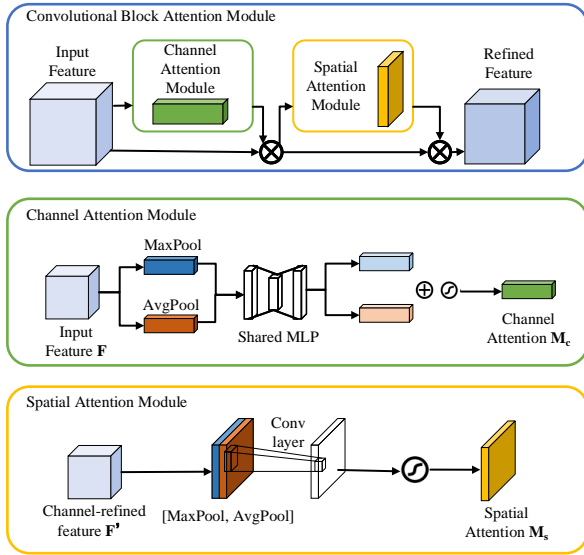 Convolutional Block Attention Module
Input
Feature
Channel
Attention
Module
Spatial
Attention
Module
Refined
Feature
Channel Attention Module
MaxPool
AvgPool
Input
Feature F
Shared MLP
Channel
Attention Mc
Spatial Attention Module
Conv
layer
Channel-refined
feature F'
[MaxPool, AvgPool]
Spatial
Attention Ms